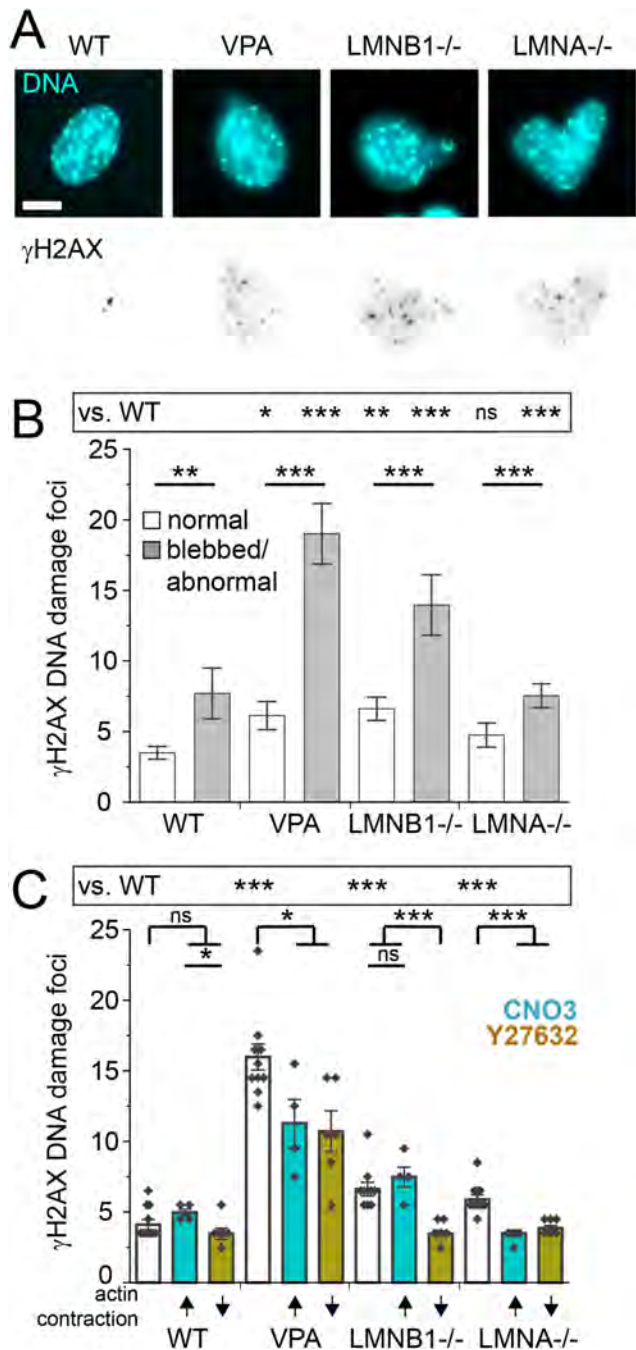 A
WT VPA LMNB1-/- LMNA-/-
DNA
γH2AX
B
vs. WT * *** ** *** ns ***
25
** *** *** ***
normal
blebbed/
abnormal
20
15
10
5
0
γH2AX DNA damage foci
WT VPA LMNB1-/- LMNA-/-
C
vs. WT *** *** ***
ns * *** ***
25
* ns
CNO3
Y27632
20
15
10
5
0
γH2AX DNA damage foci
actin
contraction
WT VPA LMNB1-/- LMNA-/-